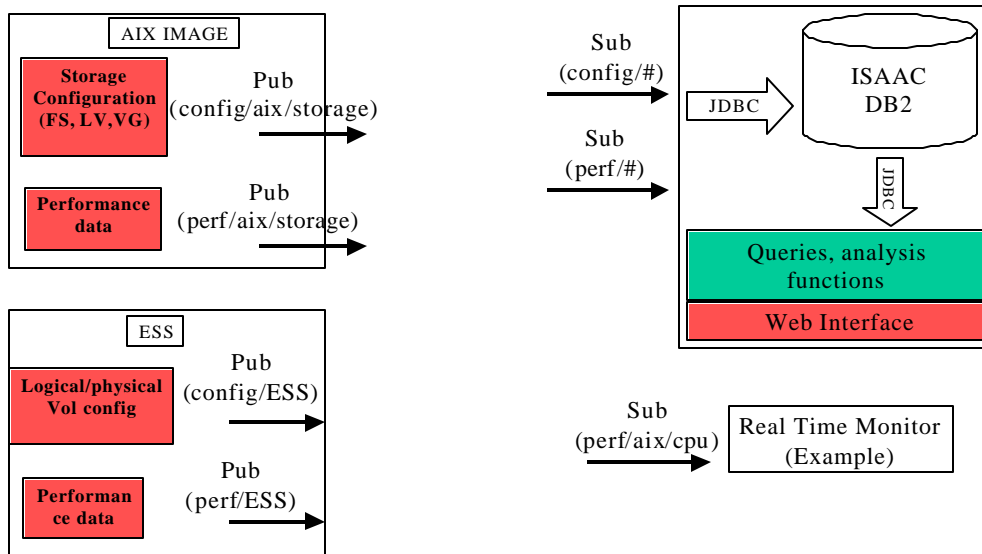 AIX IMAGE
Storage
Configuration
(FS, LV,VG)
Pub
(config/aix/storage)
Performance
data
Pub
(perf/aix/storage)
ESS
Logical/physical
Vol config
Pub
(config/ESS)
Performan
ce data
Pub
(perf/ESS)
Sub
(config/#)
Sub
(perf/#)
JDBC
ISAAC
DB2
JDBC
Queries, analysis
functions
Web Interface
Sub
(perf/aix/cpu)
Real Time Monitor
(Example)